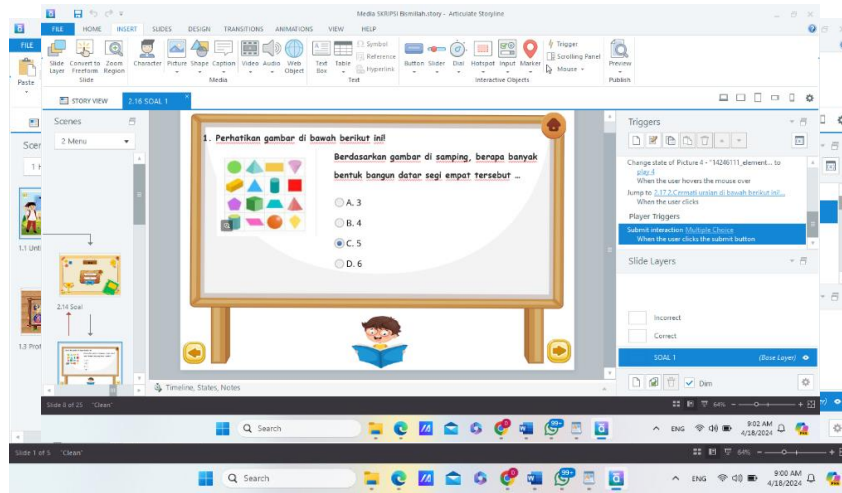 Media SKRIPSI Bismillah.story - Articulate Storyline
FILE HOME INSERT SLIDES DESIGN TRANSITIONS ANIMATIONS VIEW HELP
FILE
Paste
Slide Layer
Convert to Freeform
Zoom Region
Character
Picture
Shape
Caption
Video
Audio
Web Object
Text Box
Table
Symbol
Reference
Hyperlink
Button
Slider
Dial
Hotspot
Input
Marker
Trigger
Scrolling Panel
Mouse
Preview
Slide
Media
Text
Interactive Objects
Publish
STORY VIEW
2.16 SOAL 1
Scenes
2 Menu
2.14 Soal
1. Perhatikan gambar di bawah berikut ini!
Berdasarkan gambar di samping, berapa banyak
bentuk bangun datar segi empat tersebut ...
A. 3
B. 4
C. 5
D. 6
Triggers
Change state of Picture 4 - "14246111_element... to
play 4
When the user hovers the mouse over
Jump to 2.17 2.Cermati uraian di bawah berikut ini!...
When the user clicks
Player Triggers
Submit interaction Multiple Choice
When the user clicks the submit button
Slide Layers
Incorrect
Correct
SOAL 1 (Base Layer)
Dim
Timeline, States, Notes
Slide 8 of 25 "Clean"
64%
Search
99+
ENG
9:02 AM
4/18/2024
Scen
1.1 Unti
1.3 Prof
Slide 1 of 5 "Clean"
64%
Search
99+
ENG
9:00 AM
4/18/2024